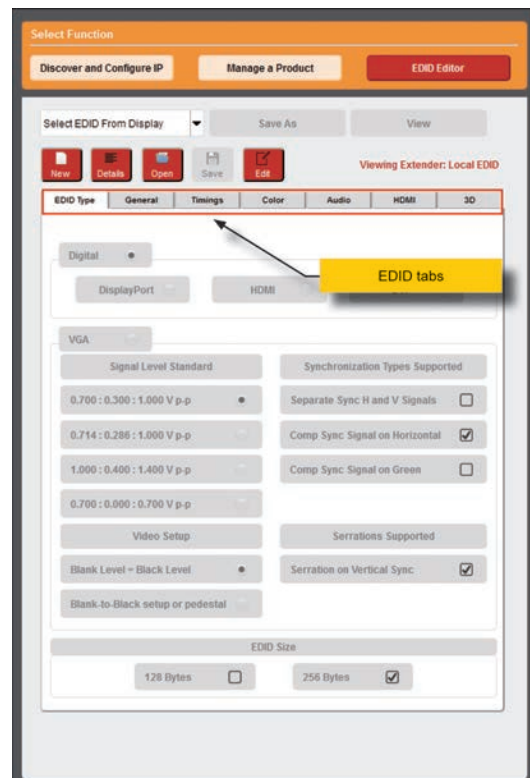 Select Function
Discover and Configure IP
Manage a Product
EDID Editor
Select EDID From Display
Save As
View
New
Details
Open
Save
Edit
Viewing Extender: Local EDID
EDID Type
General
Timings
Color
Audio
HDMI
3D
EDID tabs
Digital
DisplayPort
HDMI
VGA
Signal Level Standard
Synchronization Types Supported
0.700 : 0.300 : 1.000 V p-p
Separate Sync H and V Signals
0.714 : 0.286 : 1.000 V p-p
Comp Sync Signal on Horizontal
1.000 : 0.400 : 1.400 V p-p
Comp Sync Signal on Green
0.700 : 0.000 : 0.700 V p-p
Video Setup
Serrations Supported
Blank Level = Black Level
Serration on Vertical Sync
Blank-to-Black setup or pedestal
EDID Size
128 Bytes
256 Bytes